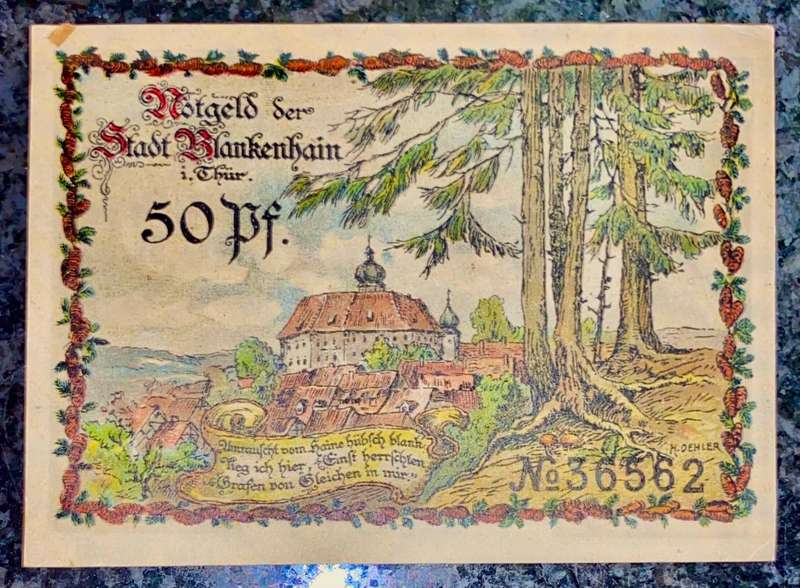 Notgeld der
Stadt Blankenhain
i. Thür.
50 Pf.
Umrauscht vom Haine hübsch blank,
lieg ich hier, Einst herrschten
Grafen von Gleichen in mir
H. OEHLER
No 36562